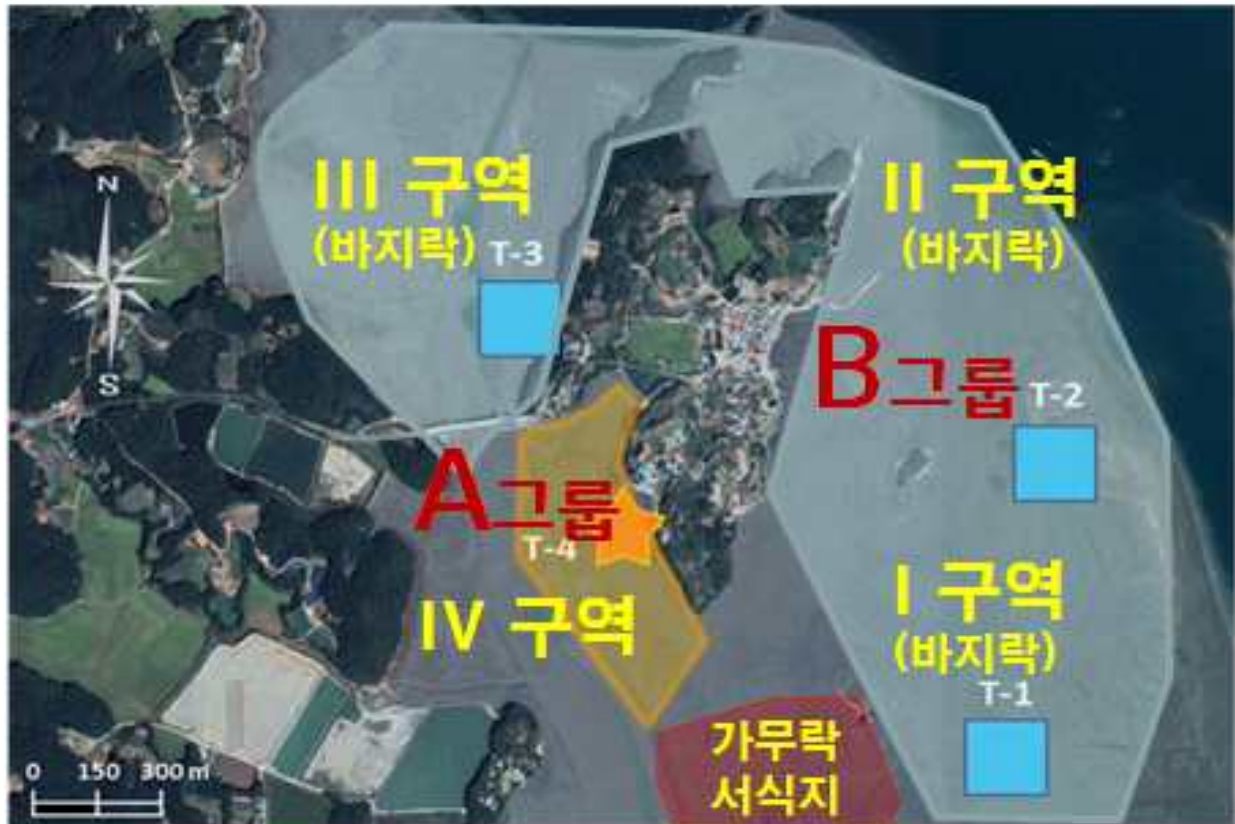 III 구역
(바지락)
T-3
II 구역
(바지락)
N
S
B그룹
T-2
A그룹
T-4
IV 구역
I 구역
(바지락)
T-1
가무락
서식지
0 150 300 m